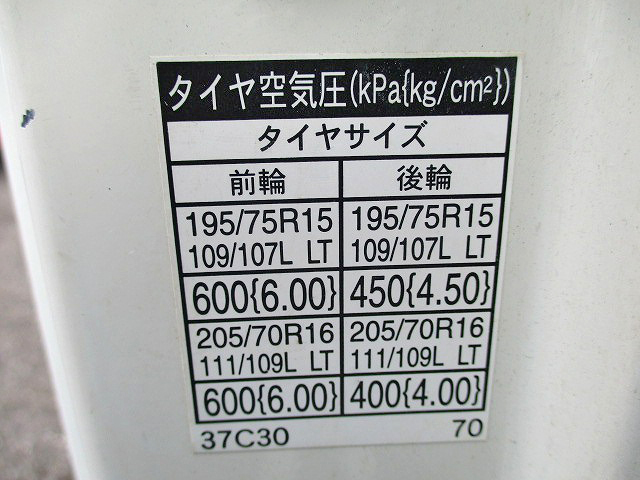 タイヤ空気圧(kPa{kg/cm²})
タイヤサイズ
前輪 後輪
195/75R15 195/75R15
109/107L LT 109/107L LT
600{6.00} 450{4.50}
205/70R16 205/70R16
111/109L LT 111/109L LT
600{6.00} 400{4.00}
37C30 70